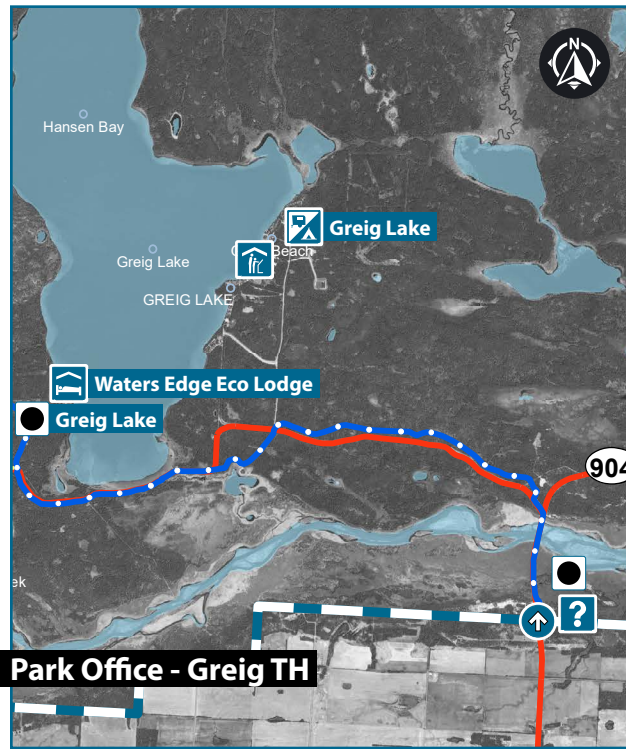 N
Hansen Bay
Greig Lake
Beach
Greig Lake
GREIG LAKE
Waters Edge Eco Lodge
Greig Lake
904
ek
?
Park Office - Greig TH